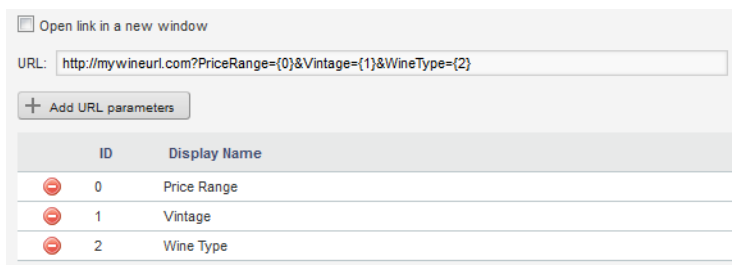 Open link in a new window
URL: http://mywineurl.com?PriceRange={0}&Vintage={1}&WineType={2}
Add URL parameters
ID Display Name
0 Price Range
1 Vintage
2 Wine Type